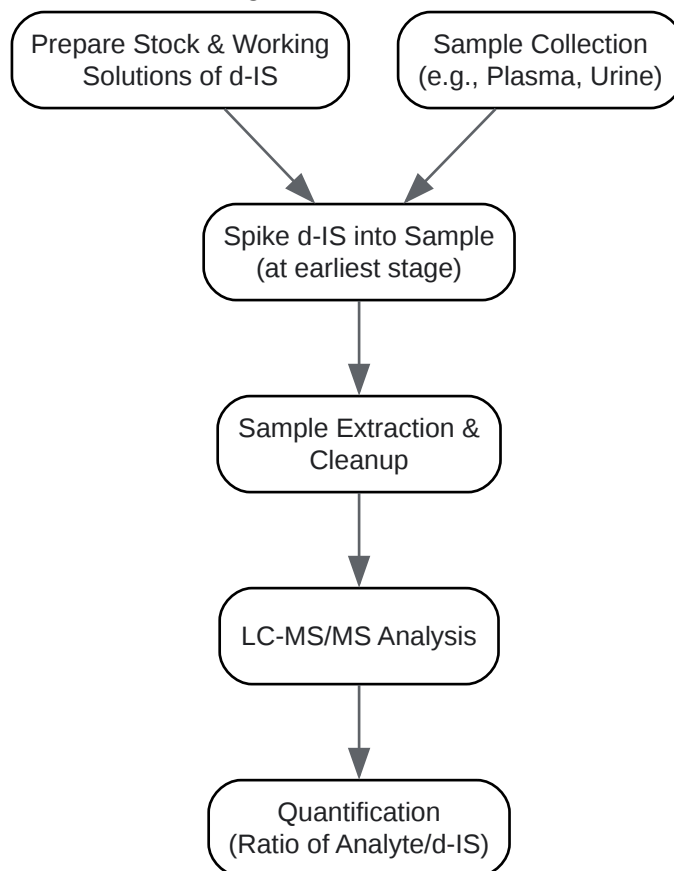 Prepare Stock & Working
Solutions of d-IS
Sample Collection
(e.g., Plasma, Urine)
Spike d-IS into Sample
(at earliest stage)
Sample Extraction &
Cleanup
LC-MS/MS Analysis
Quantification
(Ratio of Analyte/d-IS)